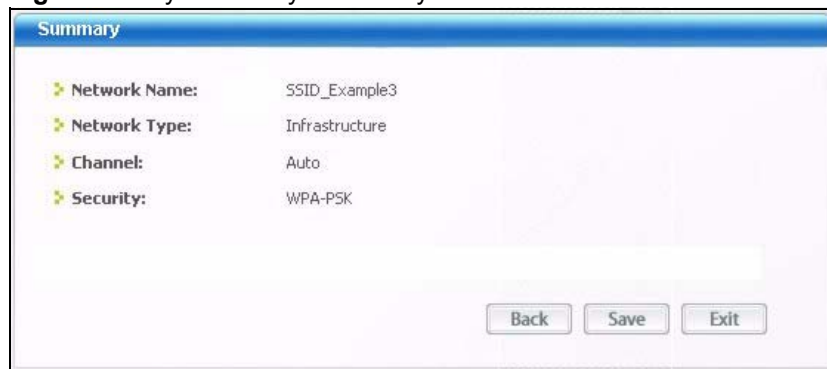 Summary
Network Name: SSID_Example3
Network Type: Infrastructure
Channel: Auto
Security: WPA-PSK
Back Save Exit